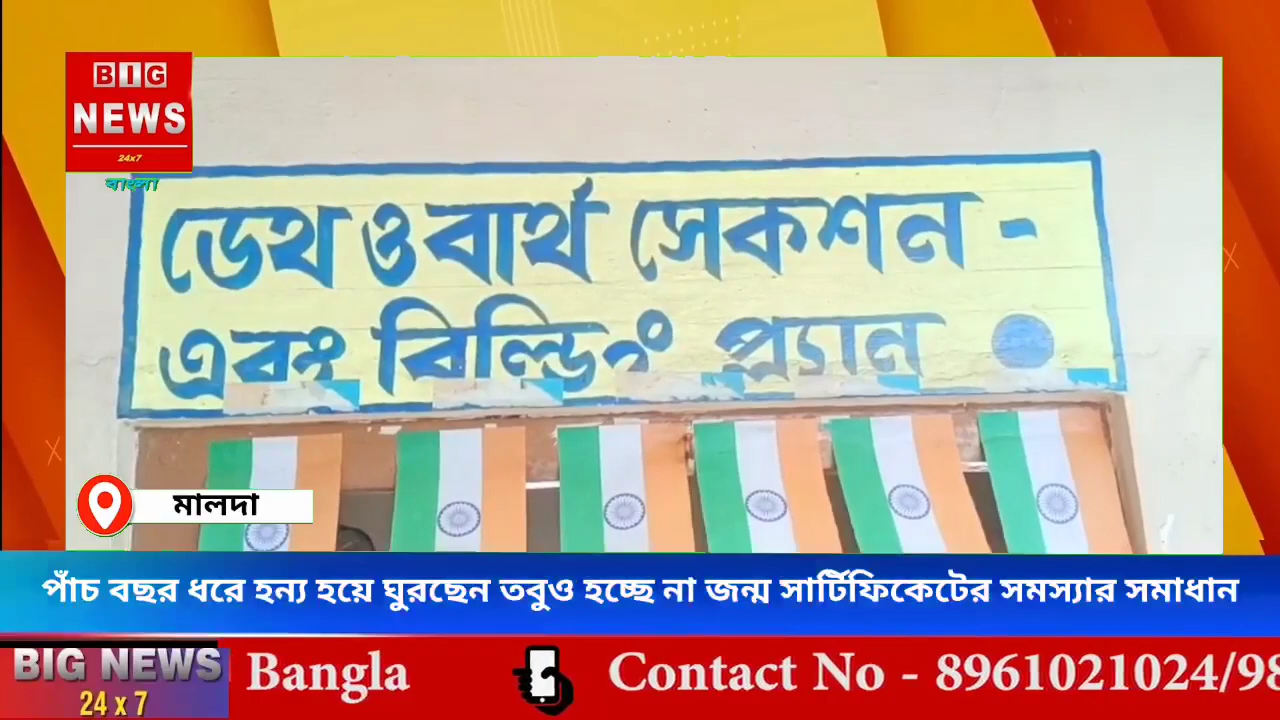 BIG
NEWS
24x7
বাংলা
ডেথ ও বার্থ সেকশন -
এবং বিল্ডিং প্ল্যান
মালদা
পাঁচ বছর ধরে হন্য হয়ে ঘুরছেন তবুও হচ্ছে না জন্ম সার্টিফিকেটের সমস্যার সমাধান
BIG NEWS
24 x 7
Bangla
Contact No - 8961021024/98